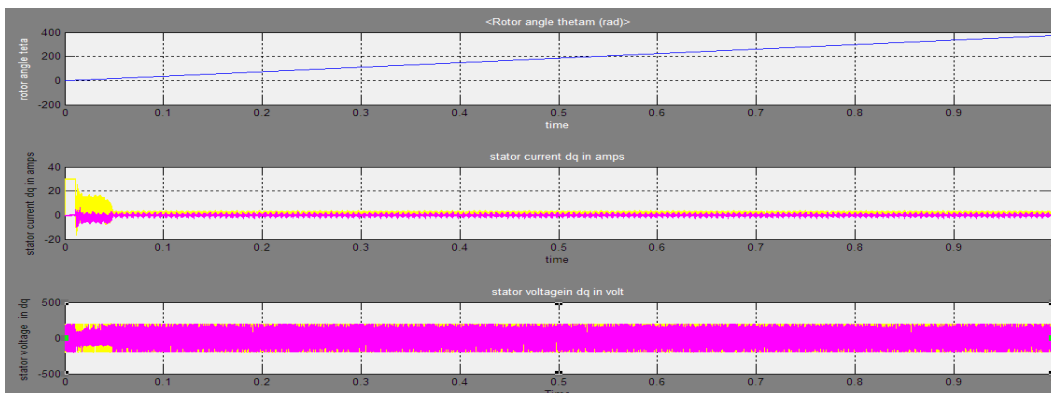 <Rotor angle thetam (rad)>
rotor angle teta
400
200
0
-200
0 0.1 0.2 0.3 0.4 0.5 0.6 0.7 0.8 0.9
time
stator current dq in amps
stator current dq in amps
40
20
0
-20
0 0.1 0.2 0.3 0.4 0.5 0.6 0.7 0.8 0.9
time
stator voltagein dq in volt
stator voltage in dq
500
0
-500
0 0.1 0.2 0.3 0.4 0.5 0.6 0.7 0.8 0.9
Time